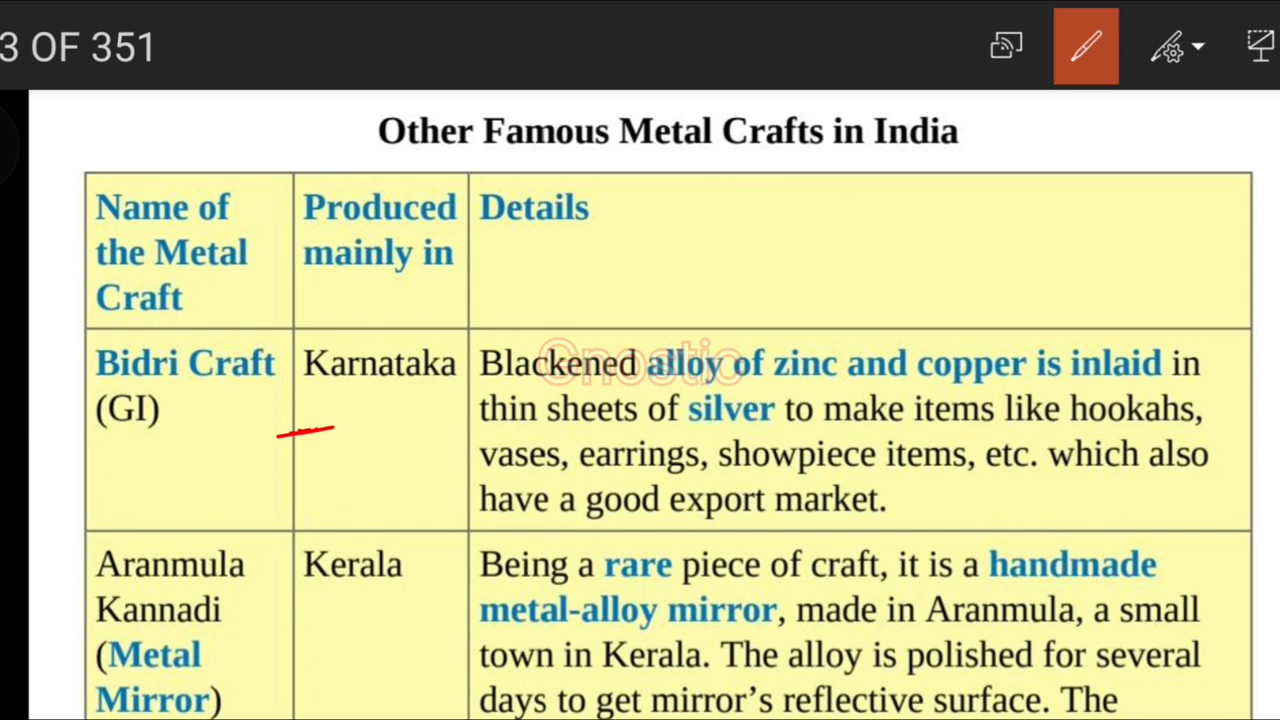 3 OF 351
Other Famous Metal Crafts in India
Name of
the Metal
Craft
Produced
mainly in
Details
Bidri Craft
(GI)
Karnataka
Blackened alloy of zinc and copper is inlaid in
thin sheets of silver to make items like hookahs,
vases, earrings, showpiece items, etc. which also
have a good export market.
Gnostic
Aranmula
Kannadi
(Metal
Mirror)
Kerala
Being a rare piece of craft, it is a handmade
metal-alloy mirror, made in Aranmula, a small
town in Kerala. The alloy is polished for several
days to get mirror’s reflective surface. The